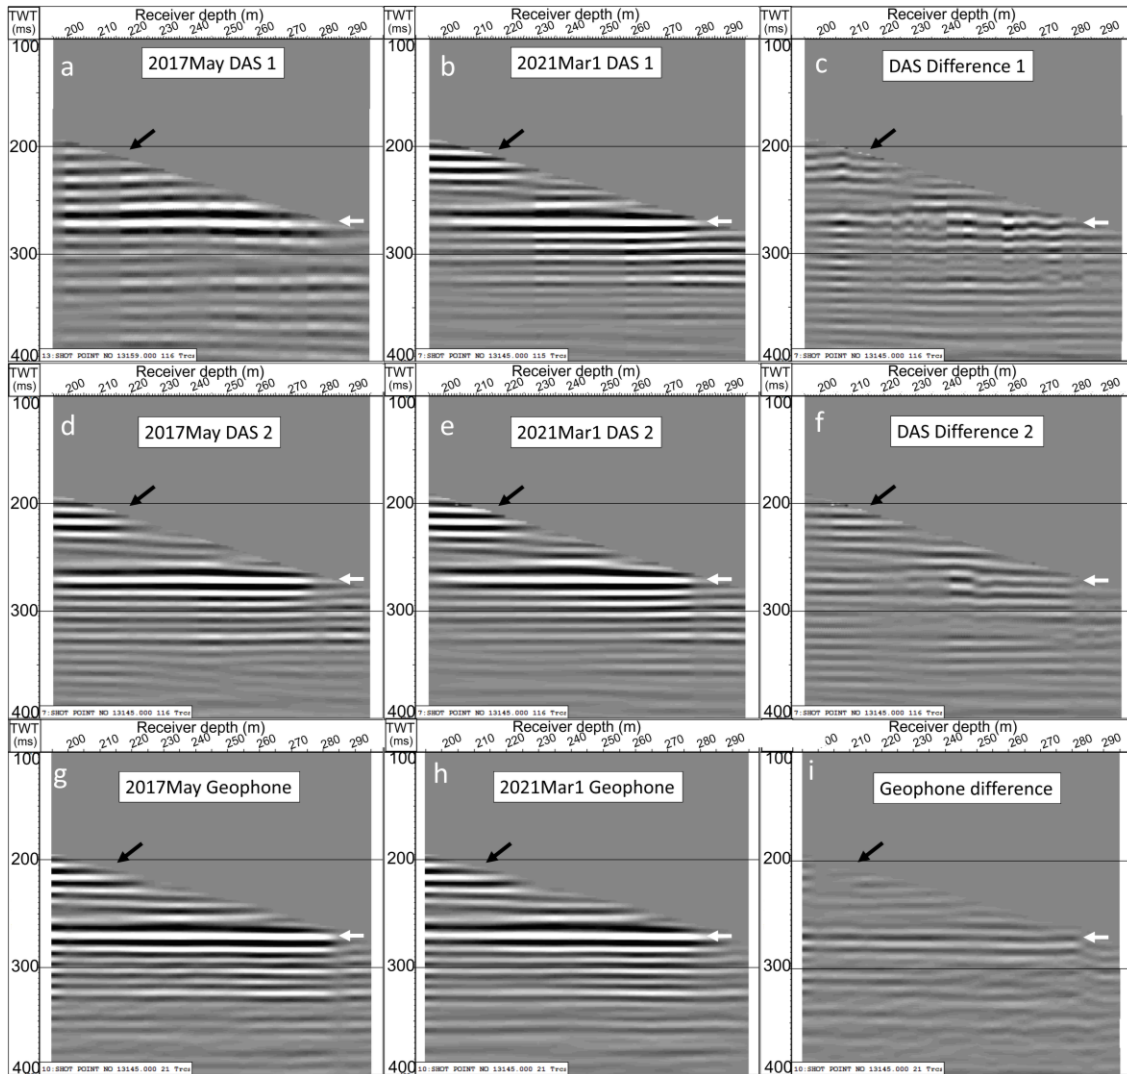 TWT (ms) Receiver depth (m) TWT (ms) Receiver depth (m) TWT (ms) Receiver depth (m)
200 210 220 230 240 250 260 270 280 290 200 210 220 230 240 250 260 270 280 290 200 210 220 230 240 250 260 270 280 290
100 100 100
a 2017May DAS 1 b 2021Mar1 DAS 1 c DAS Difference 1
200 200 200
300 300 300
400 13:SHOT POINT NO 13159.000 116 Trcs 400 7:SHOT POINT NO 13145.000 115 Trcs 400 7:SHOT POINT NO 13145.000 116 Trcs
TWT (ms) Receiver depth (m) TWT (ms) Receiver depth (m) TWT (ms) Receiver depth (m)
200 210 220 230 240 250 260 270 280 290 200 210 220 230 240 250 260 270 280 290 200 210 220 230 240 250 260 270 280 290
100 100 100
d 2017May DAS 2 e 2021Mar1 DAS 2 f DAS Difference 2
200 200 200
300 300 300
400 7:SHOT POINT NO 13145.000 116 Trcs 400 7:SHOT POINT NO 13145.000 116 Trcs 400 7:SHOT POINT NO 13145.000 116 Trcs
TWT (ms) Receiver depth (m) TWT (ms) Receiver depth (m) TWT (ms) Receiver depth (m)
200 210 220 230 240 250 260 270 280 290 200 210 220 230 240 250 260 270 280 290 00 210 220 230 240 250 260 270 280 290
100 100 100
g 2017May Geophone h 2021Mar1 Geophone i Geophone difference
200 200 200
300 300 300
400 10:SHOT POINT NO 13145.000 21 Trcs 400 10:SHOT POINT NO 13145.000 21 Trcs 400 10:SHOT POINT NO 13145.000 21 Trcs